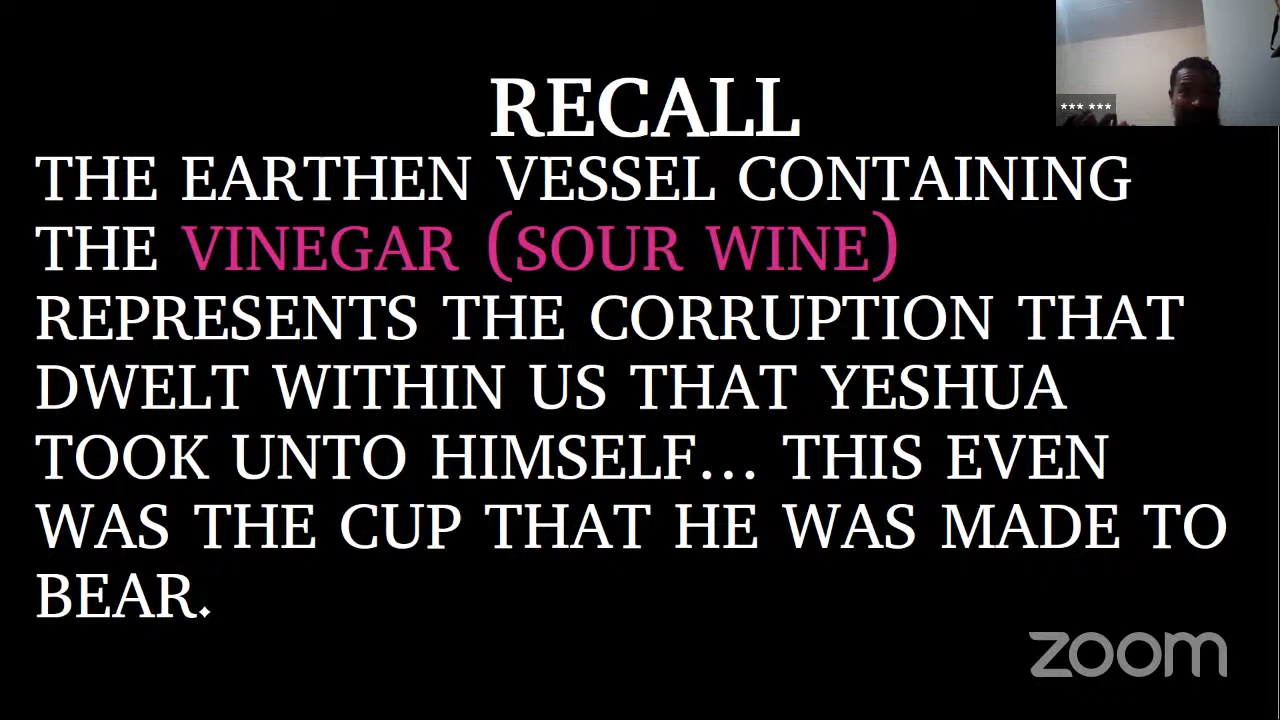 *** ***
RECALL
THE EARTHEN VESSEL CONTAINING
THE VINEGAR (SOUR WINE)
REPRESENTS THE CORRUPTION THAT
DWELT WITHIN US THAT YESHUA
TOOK UNTO HIMSELF... THIS EVEN
WAS THE CUP THAT HE WAS MADE TO
BEAR.
zoom